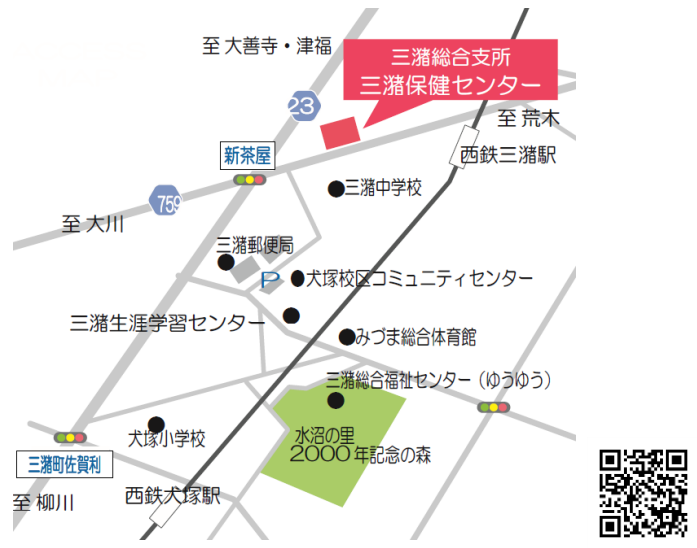 至 大善寺・津福
三潴総合支所
三潴保健センター
23
至 荒木
新茶屋
西鉄三潴駅
三潴中学校
759
至 大川
三潴郵便局
P
犬塚校区コミュニティセンター
三潴生涯学習センター
みづま総合体育館
三潴総合福祉センター（ゆうゆう）
犬塚小学校
水沼の里
2000年記念の森
三潴町佐賀利
西鉄犬塚駅
至 柳川